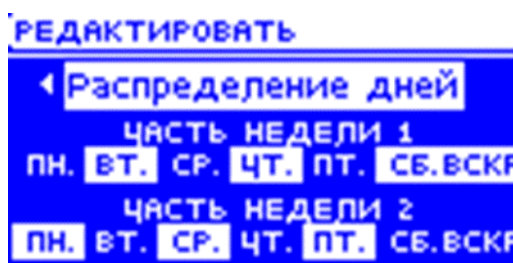 РЕДАКТИРОВАТЬ
Распределение дней
ЧАСТЬ НЕДЕЛИ 1
ПН. ВТ. СР. ЧТ. ПТ. СБ.ВСКР
ЧАСТЬ НЕДЕЛИ 2
ПН. ВТ. СР. ЧТ. ПТ. СБ.ВСКР